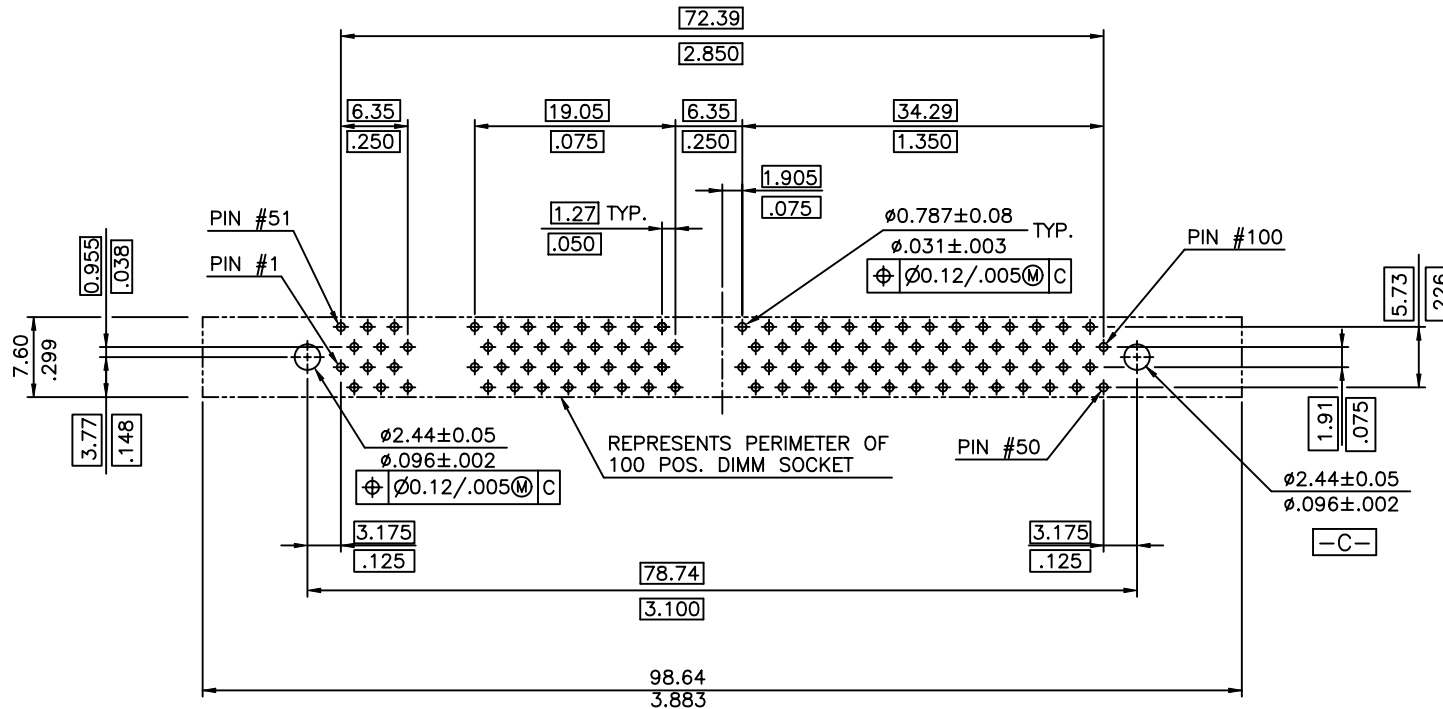 72.39
2.850
6.35
.250
19.05
.075
6.35
.250
34.29
1.350
1.905
.075
1.27 TYP.
.050
PIN #51
PIN #1
ø0.787±0.08
ø.031±.003
TYP.
⌖ Ø0.12/.005Ⓜ C
PIN #100
0.955
.038
5.73
.226
7.60
.299
3.77
.148
1.91
.075
ø2.44±0.05
ø.096±.002
⌖ Ø0.12/.005Ⓜ C
REPRESENTS PERIMETER OF
100 POS. DIMM SOCKET
PIN #50
ø2.44±0.05
ø.096±.002
-C-
3.175
.125
3.175
.125
78.74
3.100
98.64
3.883